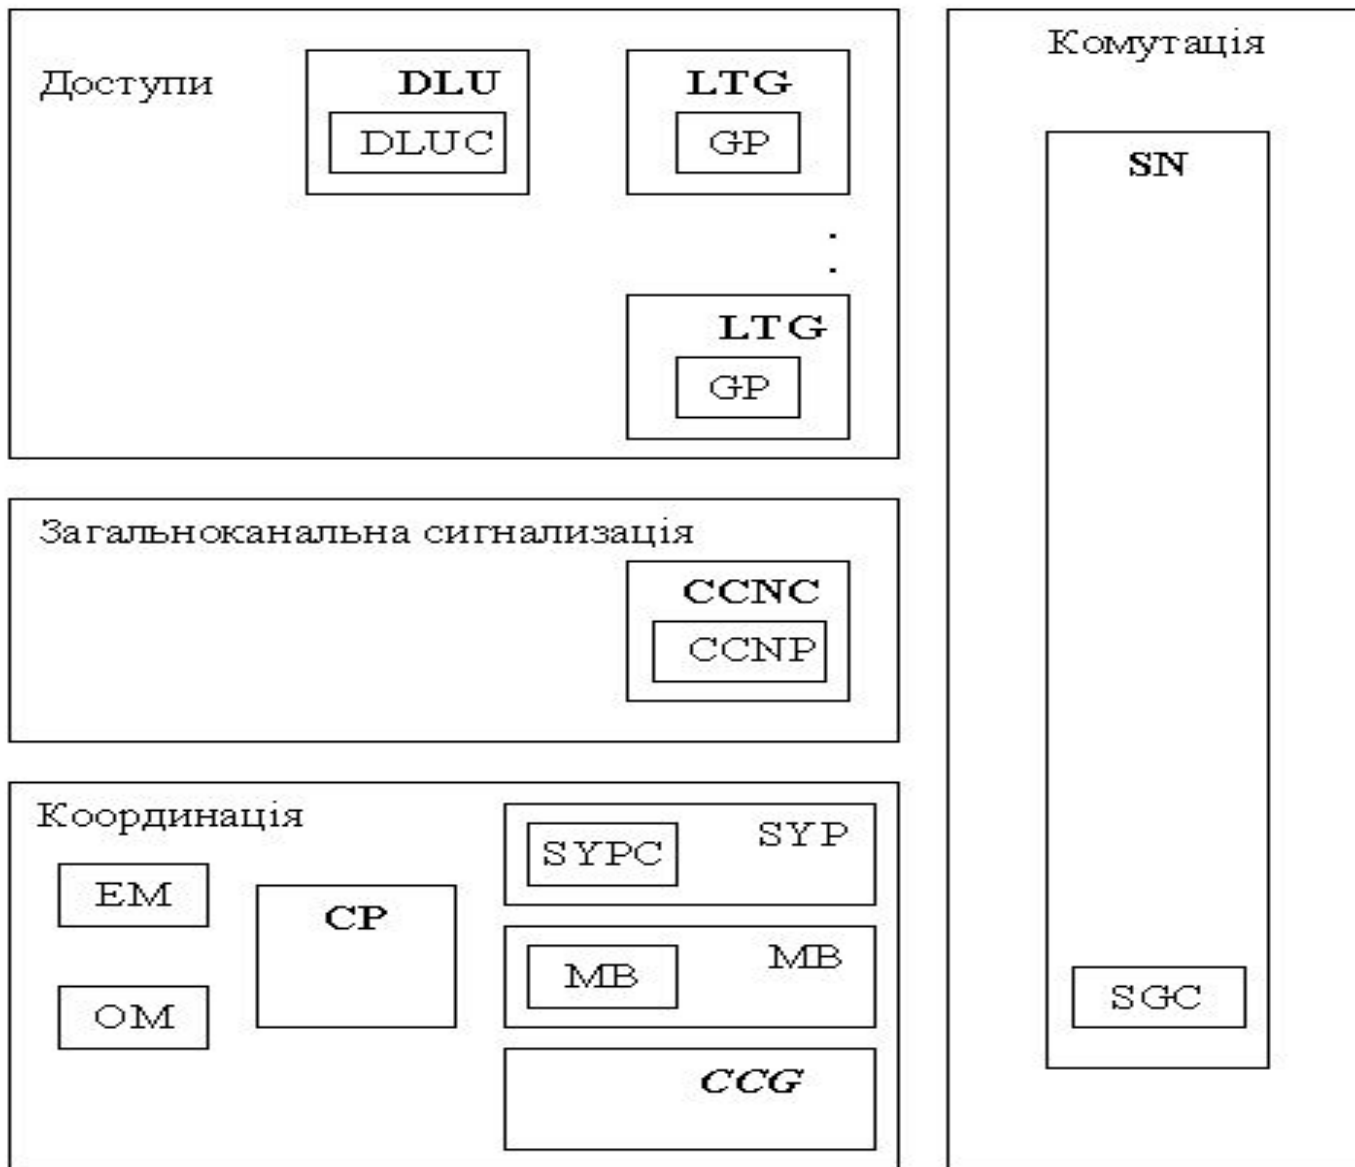 Доступи
DLU
DLUC
LTG
GP
LTG
GP
Загальноканальна сигнализація
CCNC
CCNP
Координація
EM
OM
CP
SYP
SYPC
MB
MB
CCG
Комутація
SN
SGC